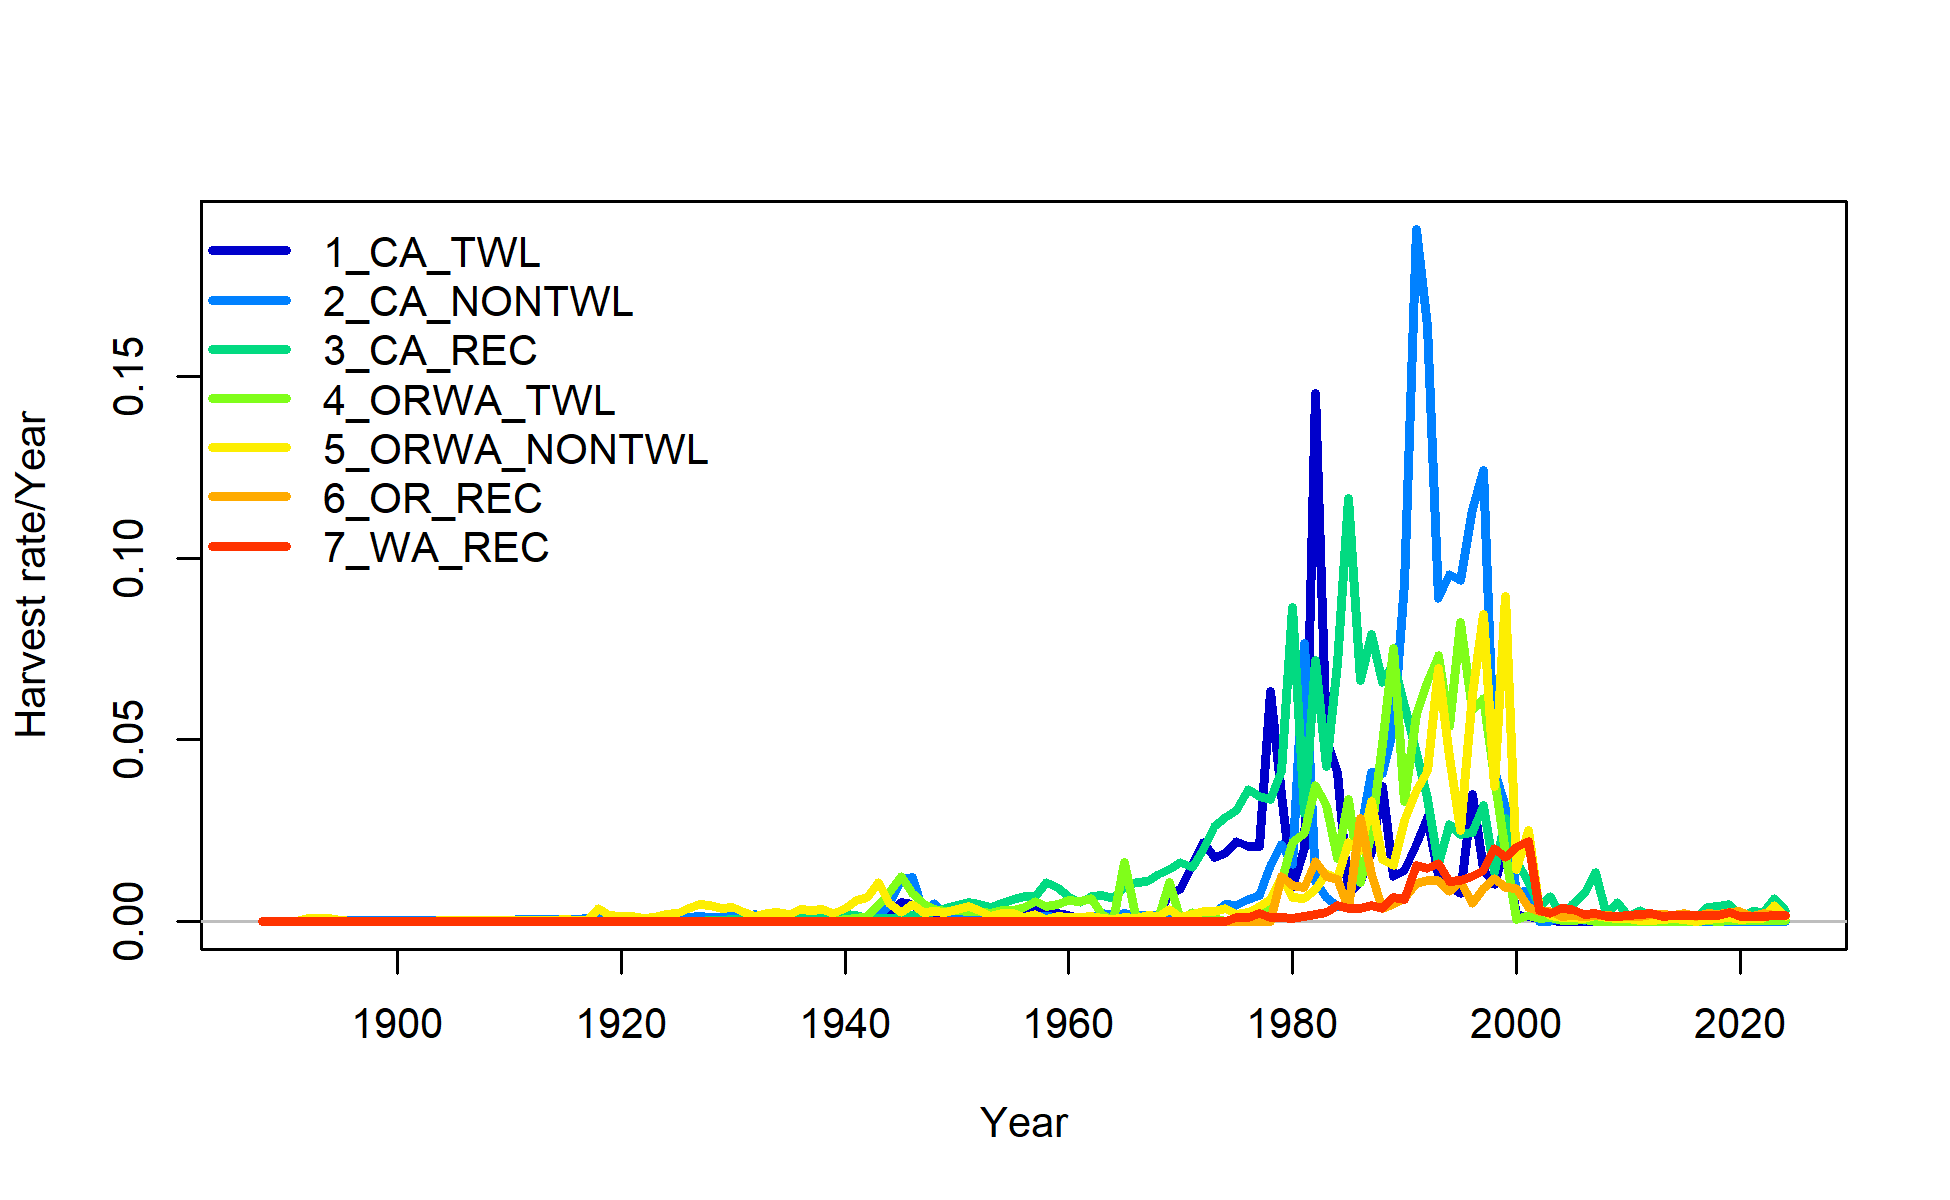 1_CA_TWL
2_CA_NONTWL
3_CA_REC
4_ORWA_TWL
5_ORWA_NONTWL
6_OR_REC
7_WA_REC
Harvest rate/Year
0.15
0.10
0.05
0.00
1900 1920 1940 1960 1980 2000 2020
Year